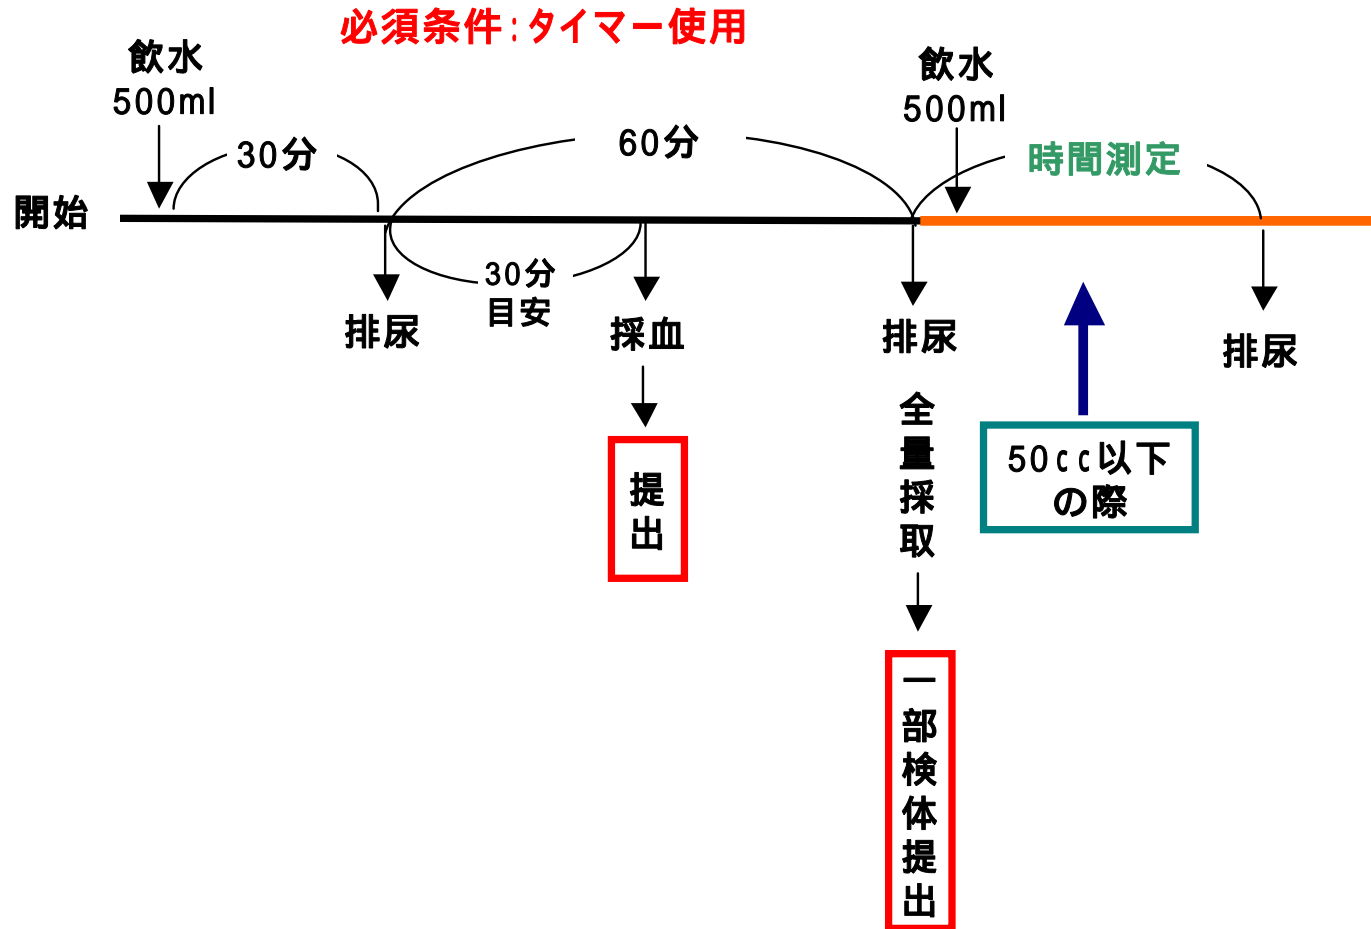 必須条件：タイマー使用
飲水
500ml
飲水
500ml
30分
60分
時間測定
開始
30分
目安
排尿
採血
排尿
排尿
提出
全量採取
50cc以下
の際
一部検体提出